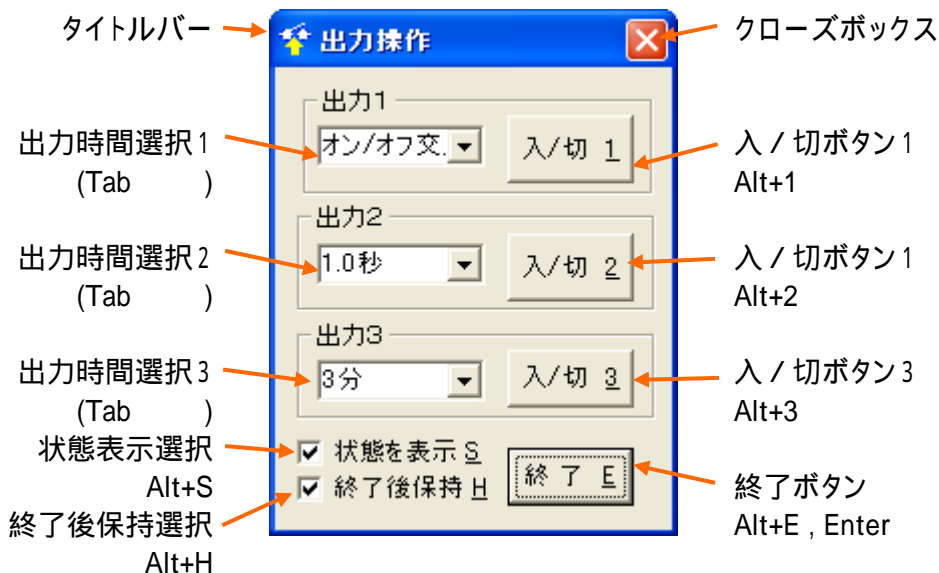 タイトルバー
出力操作
クローズボックス
出力1
出力時間選択1
(Tab )
オン/オフ交.
入/切 1
入/切ボタン1
Alt+1
出力2
出力時間選択2
(Tab )
1.0秒
入/切 2
入/切ボタン1
Alt+2
出力3
出力時間選択3
(Tab )
3分
入/切 3
入/切ボタン3
Alt+3
状態表示選択
Alt+S
状態を表示 S
終了後保持選択
Alt+H
終了後保持 H
終 了 E
終了ボタン
Alt+E , Enter